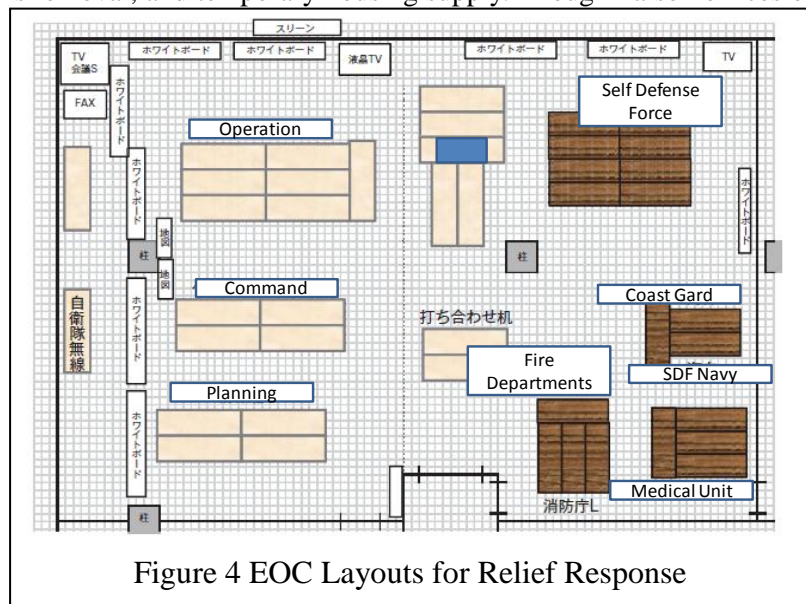 スリーン
TV
会議S
ホワイトボード
ホワイトボード
液晶TV
ホワイトボード
ホワイトボード
TV
FAX
ホワイトボード
Self Defense
Force
Operation
ホワイトボード
ホワイトボード
地図
柱
柱
地図
Command
Coast Gard
自衛隊無線
ホワイトボード
打ち合わせ机
Fire
Departments
SDF Navy
Planning
ホワイトボード
Medical Unit
消防庁L
柱
Figure 4 EOC Layouts for Relief Response